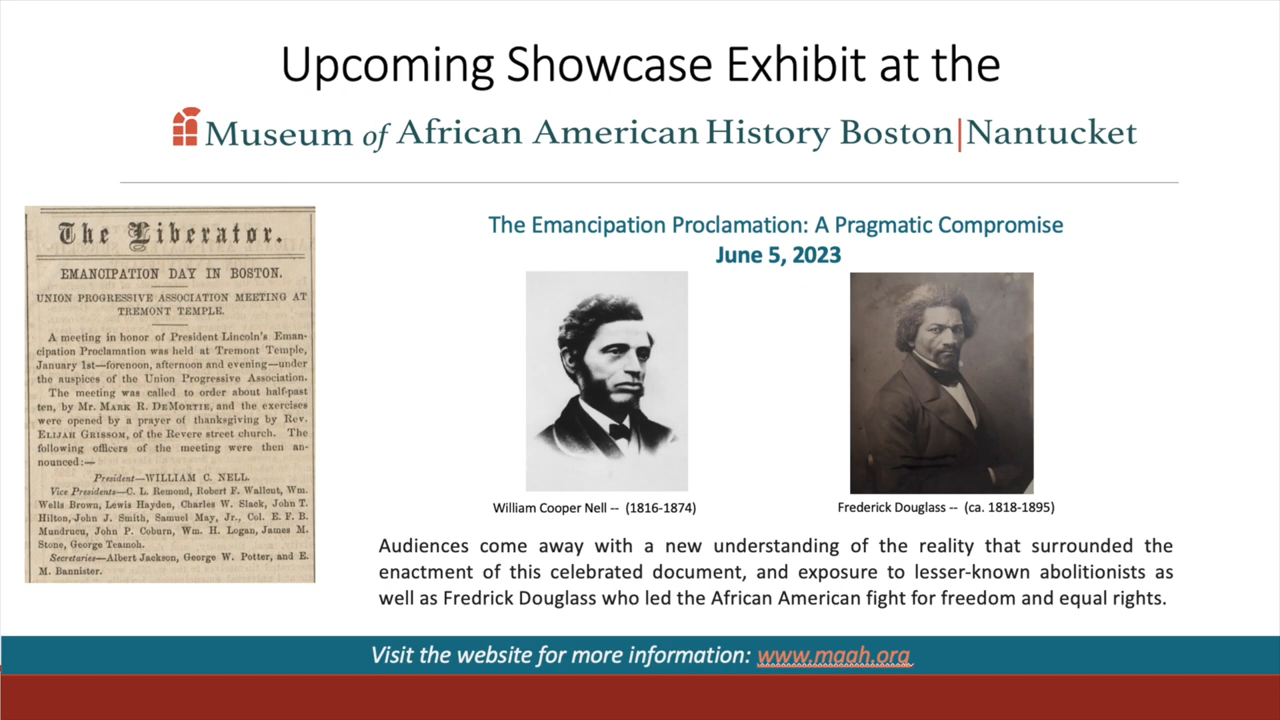 Upcoming Showcase Exhibit at the
Museum of African American History Boston|Nantucket
The Liberator.
EMANCIPATION DAY IN BOSTON.
UNION PROGRESSIVE ASSOCIATION MEETING AT
TREMONT TEMPLE.
A meeting in honor of President Lincoln's Eman-
cipation Proclamation was held at Tremont Temple,
January 1st—forenoon, afternoon and evening—under
the auspices of the Union Progressive Association.
The meeting was called to order about half-past
ten, by Mr. MARK R. DEMORTIE, and the exercises
were opened by a prayer of thanksgiving by Rev.
ELIJAH GRISSOM, of the Revere street church. The
following officers of the meeting were then an-
nounced:—
President—WILLIAM C. NELL.
Vice Presidents—C. L. Remond, Robert F. Wallcut, Wm.
Wells Brown, Lewis Hayden, Charles W. Slack, John T.
Hilton, John J. Smith, Samuel May, Jr., Col. E. F. B.
Mundrucu, John P. Coburn, Wm. H. Logan, James M.
Stone, George Teamoh.
Secretaries—Albert Jackson, George W. Potter, and E.
M. Bannister.
The Emancipation Proclamation: A Pragmatic Compromise
June 5, 2023
William Cooper Nell -- (1816-1874)
Frederick Douglass -- (ca. 1818-1895)
Audiences come away with a new understanding of the reality that surrounded the
enactment of this celebrated document, and exposure to lesser-known abolitionists as
well as Fredrick Douglass who led the African American fight for freedom and equal rights.
Visit the website for more information: www.maah.org